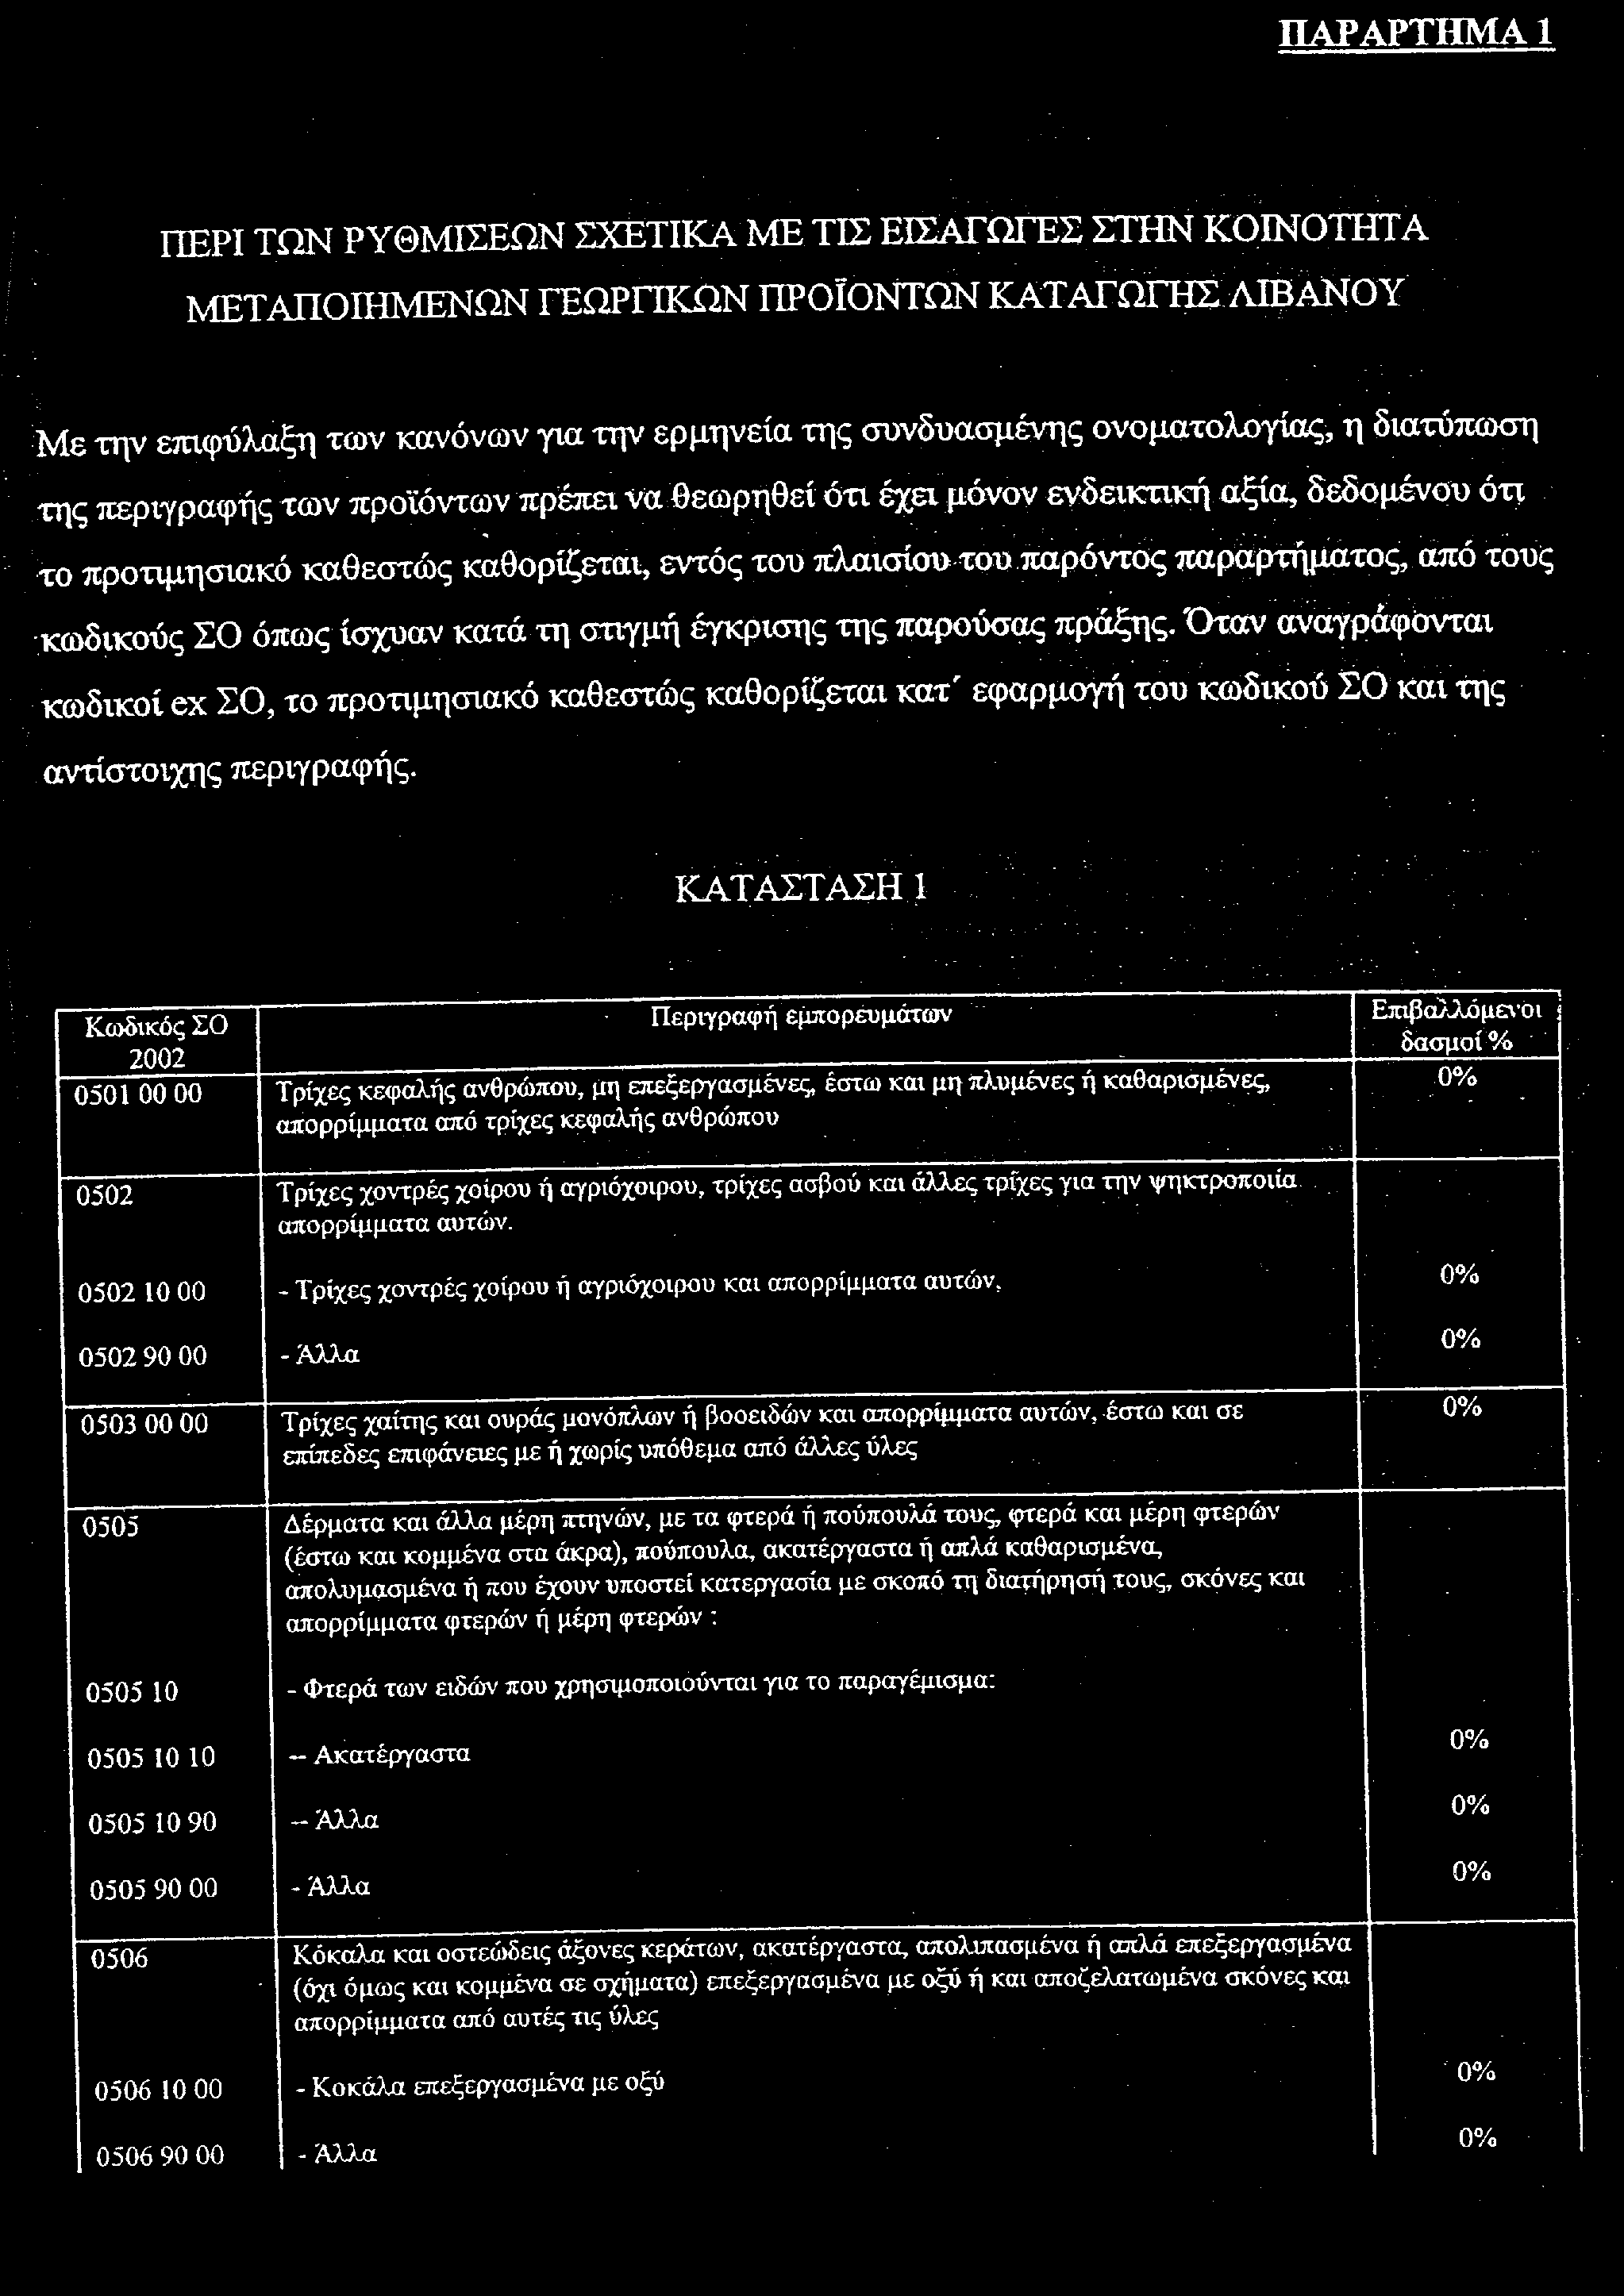 ΠΑΡΑΡΤΗΜΑ 1
ΠΕΡΙ ΤΩΝ ΡΥΘΜΙΣΕΩΝ ΣΧΕΤΙΚΑ ΜΕ ΤΙΣ ΕΙΣΑΓΩΓΕΣ ΣΤΗΝ ΚΟΙΝΟΤΗΤΑ
ΜΕΤΑΠΟΙΗΜΕΝΩΝ ΓΕΩΡΓΙΚΩΝ ΠΡΟΪΟΝΤΩΝ ΚΑΤΑΓΩΓΗΣ ΛΙΒΑΝΟΥ
Με την επιφύλαξη των κανόνων για την ερμηνεία της συνδυασμένης ονοματολογίας, η διατύπωση
της περιγραφής των προϊόντων πρέπει να θεωρηθεί ότι έχει μόνον ενδεικτική αξία, δεδομένου ότι
το προτιμησιακό καθεστώς καθορίζεται, εντός του πλαισίου του παρόντος παραρτήματος, από τους
κωδικούς ΣΟ όπως ίσχυαν κατά τη στιγμή έγκρισης της παρούσας πράξης. Όταν αναγράφονται
κωδικοί ex ΣΟ, το προτιμησιακό καθεστώς καθορίζεται κατ' εφαρμογή του κωδικού ΣΟ και της
αντίστοιχης περιγραφής.
ΚΑΤΑΣΤΑΣΗ 1
Κωδικός ΣΟ Περιγραφή εμπορευμάτων Επιβαλλόμενοι
2002 δασμοί %
0501 00 00 Τρίχες κεφαλής ανθρώπου, μη επεξεργασμένες, έστω και μη πλυμένες ή καθαρισμένες, 0%
απορρίμματα από τρίχες κεφαλής ανθρώπου
0502 Τρίχες χοντρές χοίρου ή αγριόχοιρου, τρίχες ασβού και άλλες τρίχες για την ψηκτροποιία
απορρίμματα αυτών.
0502 10 00 - Τρίχες χοντρές χοίρου ή αγριόχοιρου και απορρίμματα αυτών, 0%
0502 90 00 - Άλλα 0%
0503 00 00 Τρίχες χαίτης και ουράς μονόπλων ή βοοειδών και απορρίμματα αυτών, έστω και σε 0%
επίπεδες επιφάνειες με ή χωρίς υπόθεμα από άλλες ύλες
0505 Δέρματα και άλλα μέρη πτηνών, με τα φτερά ή πούπουλά τους, φτερά και μέρη φτερών
(έστω και κομμένα στα άκρα), πούπουλα, ακατέργαστα ή απλά καθαρισμένα,
απολυμασμένα ή που έχουν υποστεί κατεργασία με σκοπό τη διατήρησή τους, σκόνες και
απορρίμματα φτερών ή μέρη φτερών :
0505 10 - Φτερά των ειδών που χρησιμοποιούνται για το παραγέμισμα:
0505 10 10 -- Ακατέργαστα 0%
0505 10 90 -- Άλλα 0%
0505 90 00 - Άλλα 0%
0506 Κόκαλα και οστεώδεις άξονες κεράτων, ακατέργαστα, απολιπασμένα ή απλά επεξεργασμένα
(όχι όμως και κομμένα σε σχήματα) επεξεργασμένα με οξύ ή και αποζελατωμένα σκόνες και
απορρίμματα από αυτές τις ύλες
0506 10 00 - Κοκάλα επεξεργασμένα με οξύ 0%
0506 90 00 - Άλλα 0%